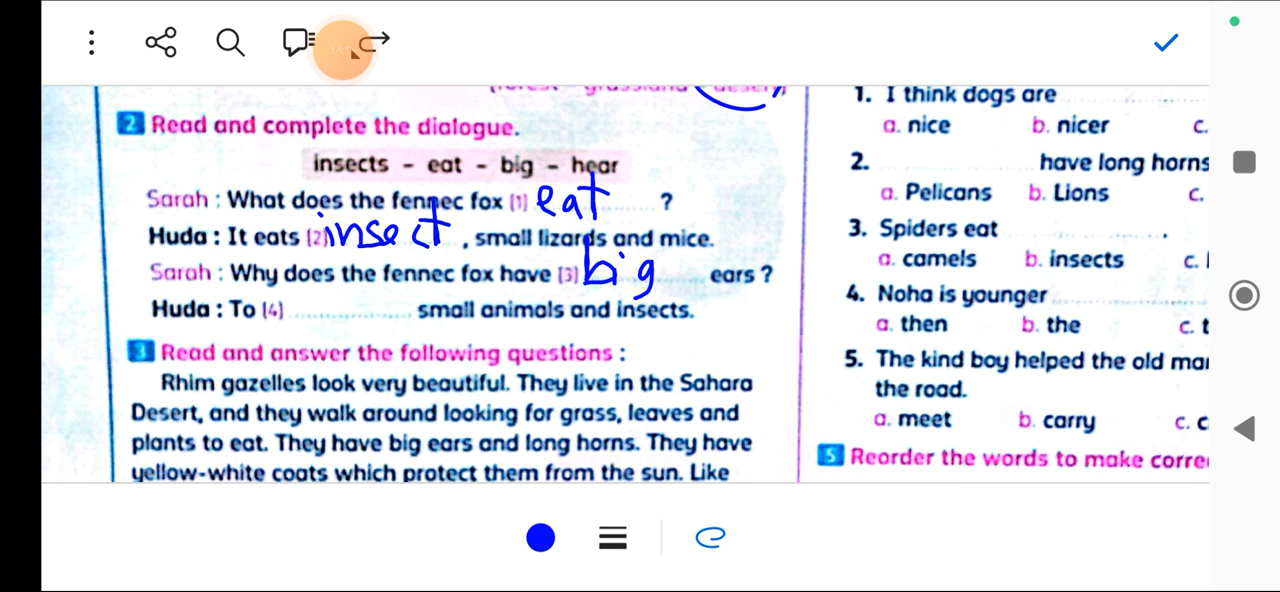 2 Read and complete the dialogue.
insects - eat - big - hear
Sarah : What does the fennec fox (1) eat ............ ?
Huda : It eats (2) insect , small lizards and mice.
Sarah : Why does the fennec fox have (3) big ears ?
Huda : To (4) ............ small animals and insects.
3 Read and answer the following questions :
Rhim gazelles look very beautiful. They live in the Sahara
Desert, and they walk around looking for grass, leaves and
plants to eat. They have big ears and long horns. They have
yellow-white coats which protect them from the sun. Like
1. I think dogs are ............
a. nice b. nicer c.
2. ............ have long horns
a. Pelicans b. Lions c.
3. Spiders eat ............ .
a. camels b. insects c.
4. Noha is younger ............
a. then b. the c. t
5. The kind boy helped the old ma
the road.
a. meet b. carry c. c
5 Reorder the words to make corre